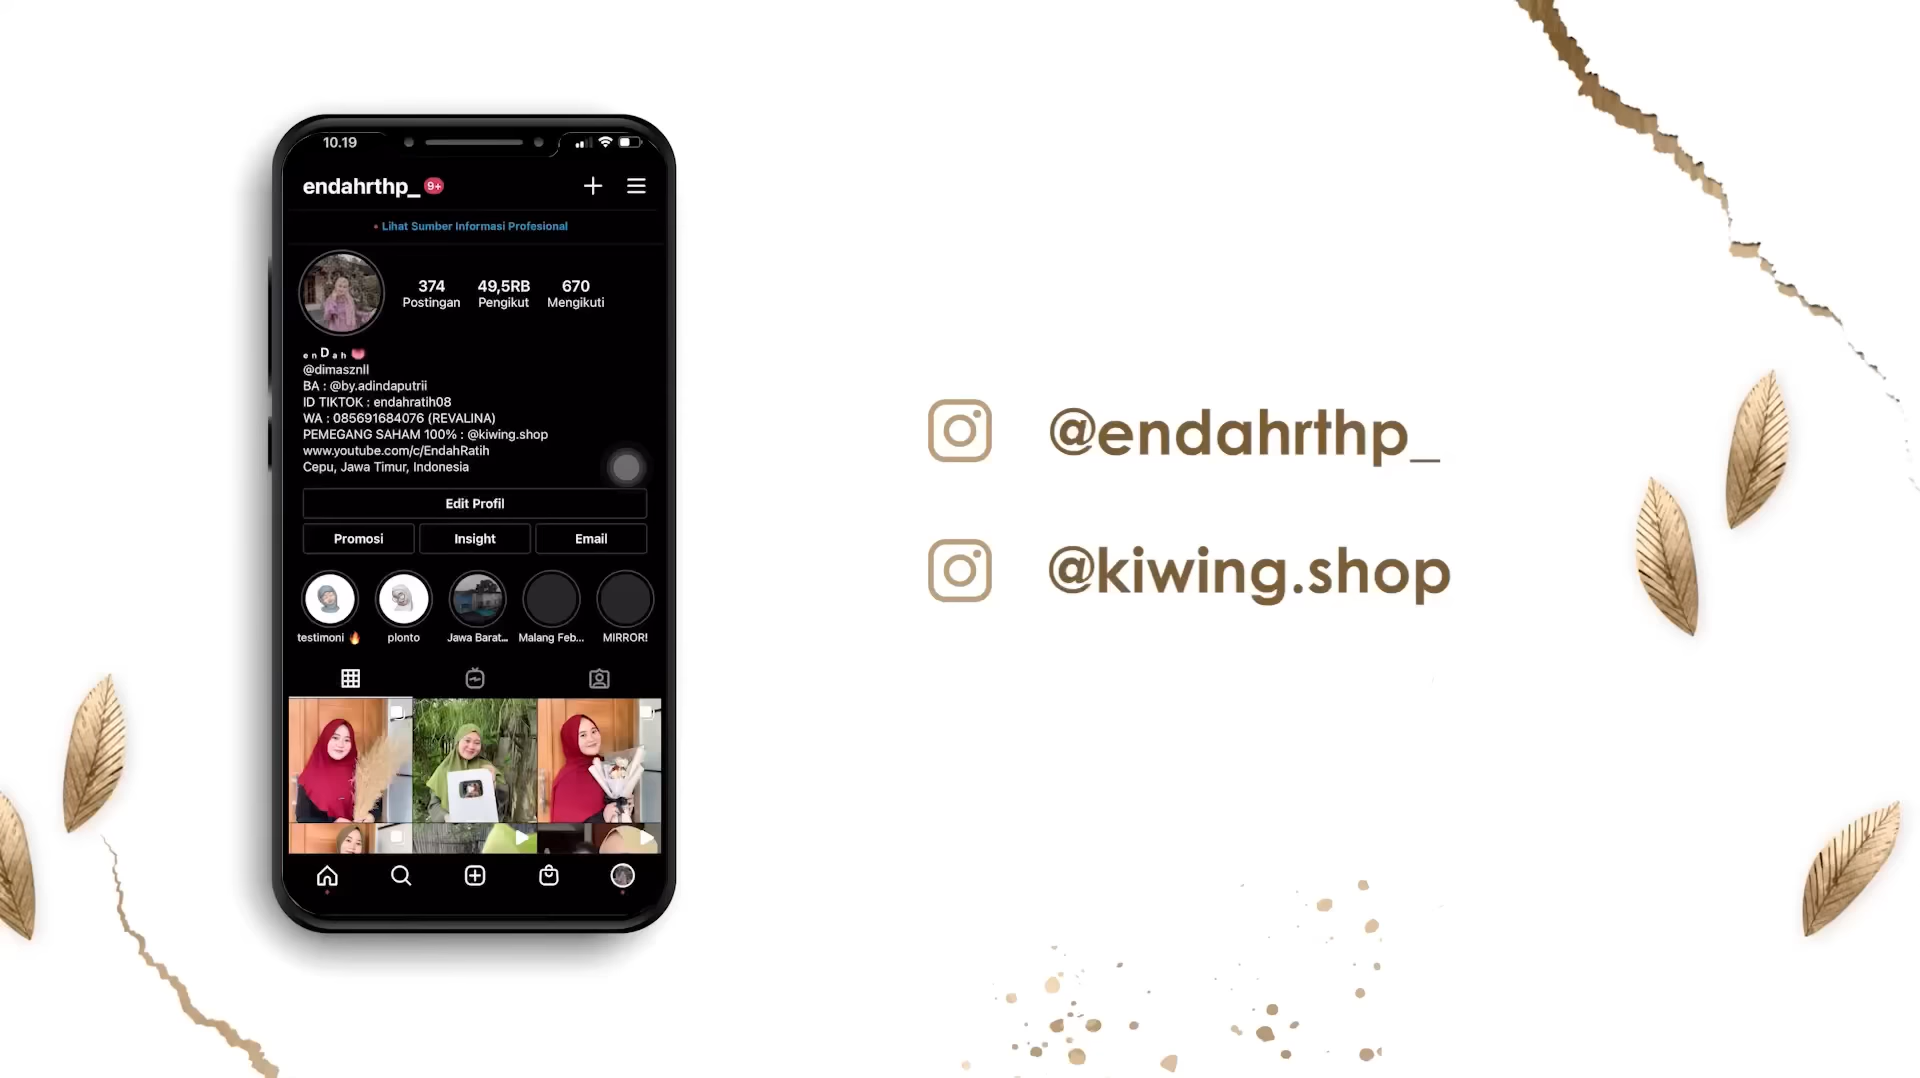 10.19
endahrthp_ 9+
Lihat Sumber Informasi Profesional
374 49,5RB 670
Postingan Pengikut Mengikuti
ₑₙDₐₕ
@dimasznll
BA : @by.adindaputrii
ID TIKTOK : endahratih08
WA : 085691684076 (REVALINA)
PEMEGANG SAHAM 100% : @kiwing.shop
www.youtube.com/c/EndahRatih
Cepu, Jawa Timur, Indonesia
Edit Profil
Promosi Insight Email
testimoni 🔥 plonto Jawa Barat... Malang Feb... MIRROR!
@endahrthp_
@kiwing.shop